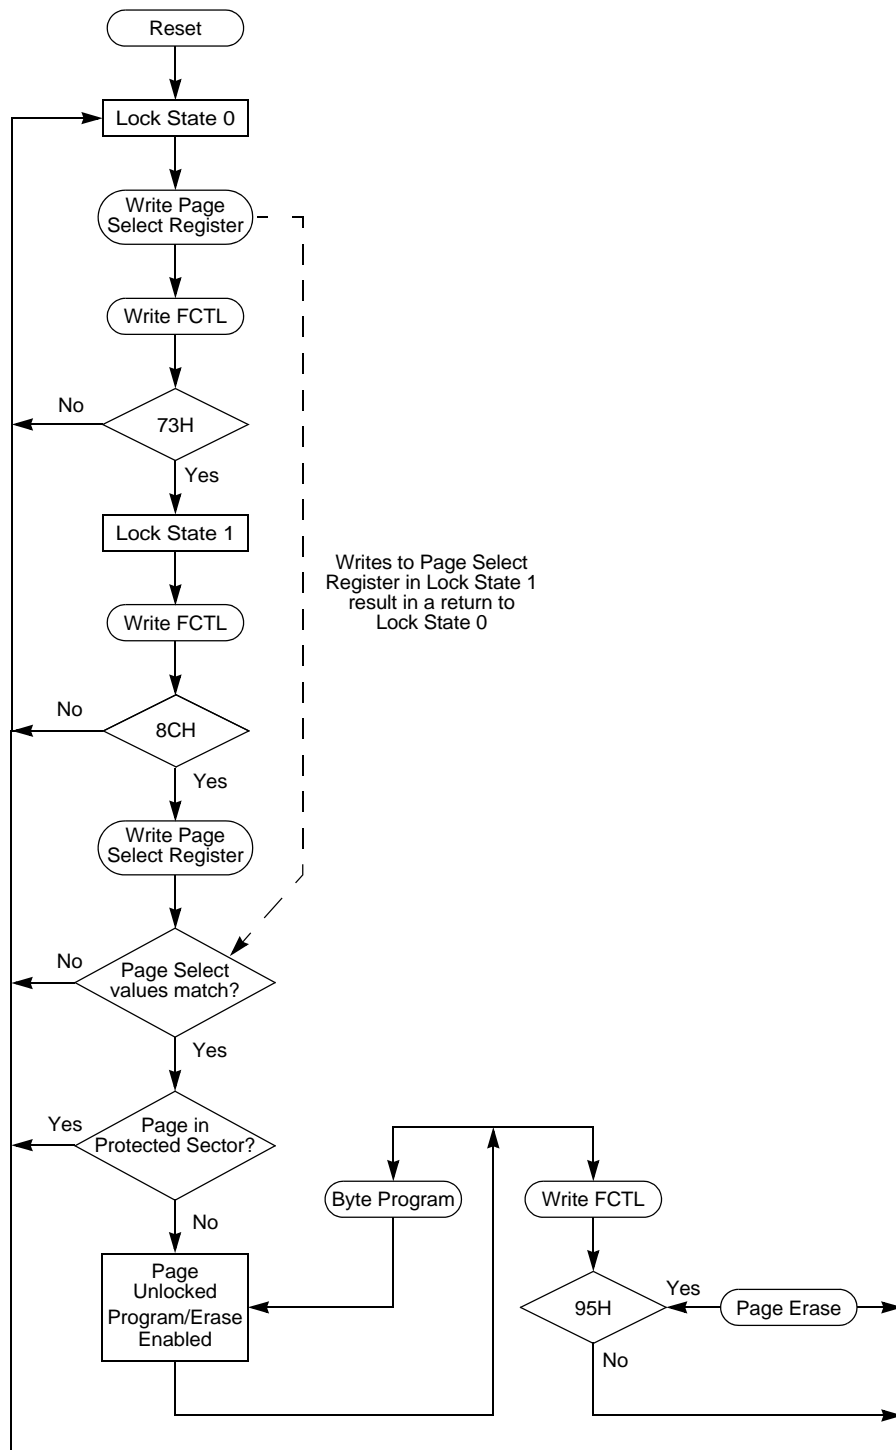 Reset
Lock State 0
Write Page
Select Register
Write FCTL
No
73H
Yes
Lock State 1
Writes to Page Select
Register in Lock State 1
result in a return to
Lock State 0
Write FCTL
No
8CH
Yes
Write Page
Select Register
No
Page Select
values match?
Yes
Yes
Page in
Protected Sector?
No
Byte Program
Write FCTL
Page
Unlocked
Program/Erase
Enabled
95H
Yes
Page Erase
No